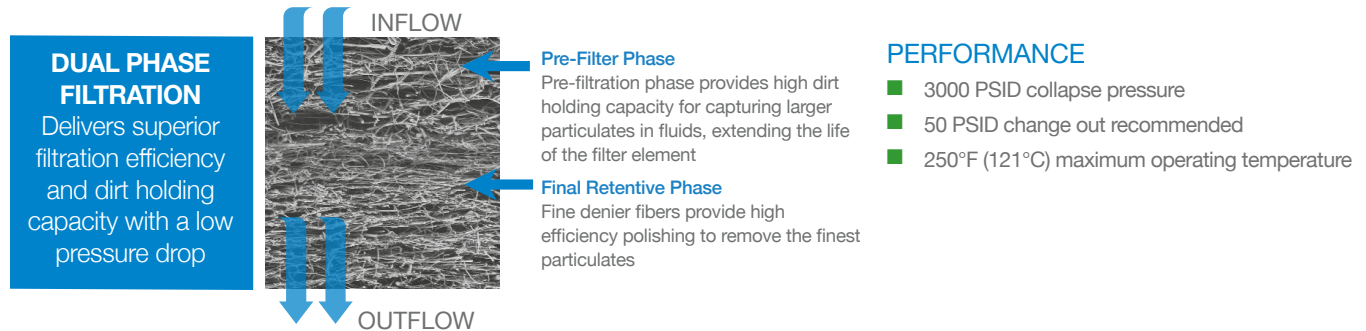 DUAL PHASE
FILTRATION
Delivers superior
filtration efficiency
and dirt holding
capacity with a low
pressure drop
INFLOW
OUTFLOW
Pre-Filter Phase
Pre-filtration phase provides high dirt
holding capacity for capturing larger
particulates in fluids, extending the life
of the filter element
Final Retentive Phase
Fine denier fibers provide high
efficiency polishing to remove the finest
particulates
PERFORMANCE
3000 PSID collapse pressure
50 PSID change out recommended
250°F (121°C) maximum operating temperature